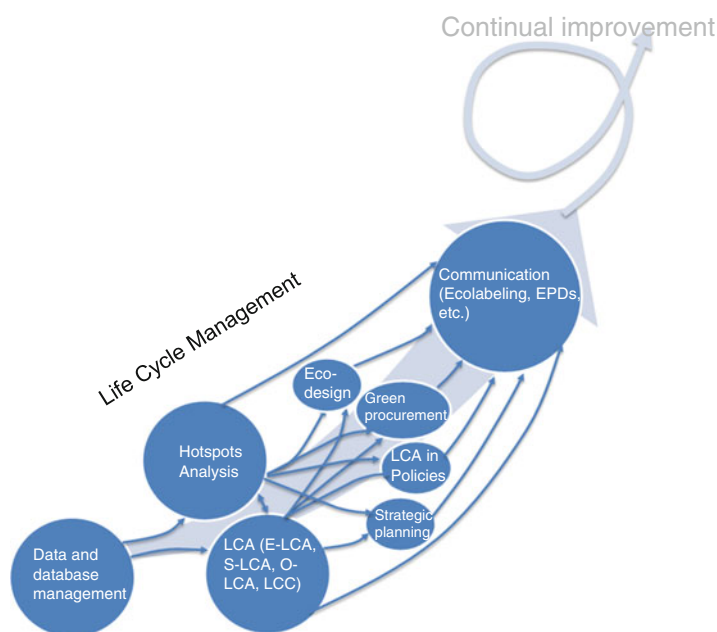 Continual improvement
Communication
(Ecolabeling, EPDs,
etc.)
Life Cycle Management
Eco-
design
Green
procurement
Hotspots
Analysis
LCA in
Policies
Strategic
planning
Data and
database
management
LCA (E-LCA,
S-LCA, O-
LCA, LCC)